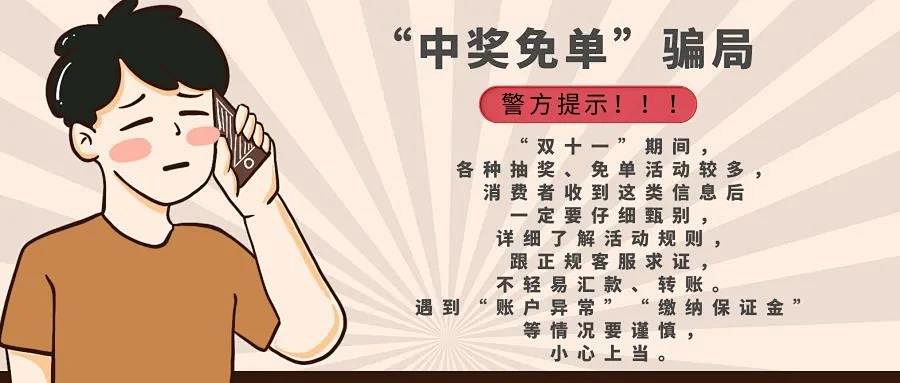 “中奖免单”骗局
警方提示！！！
“双十一”期间，
各种抽奖、免单活动较多，
消费者收到这类信息后
一定要仔细甄别，
详细了解活动规则，
跟正规客服求证，
不轻易汇款、转账。
遇到“账户异常”“缴纳保证金”
等情况要谨慎，
小心上当。